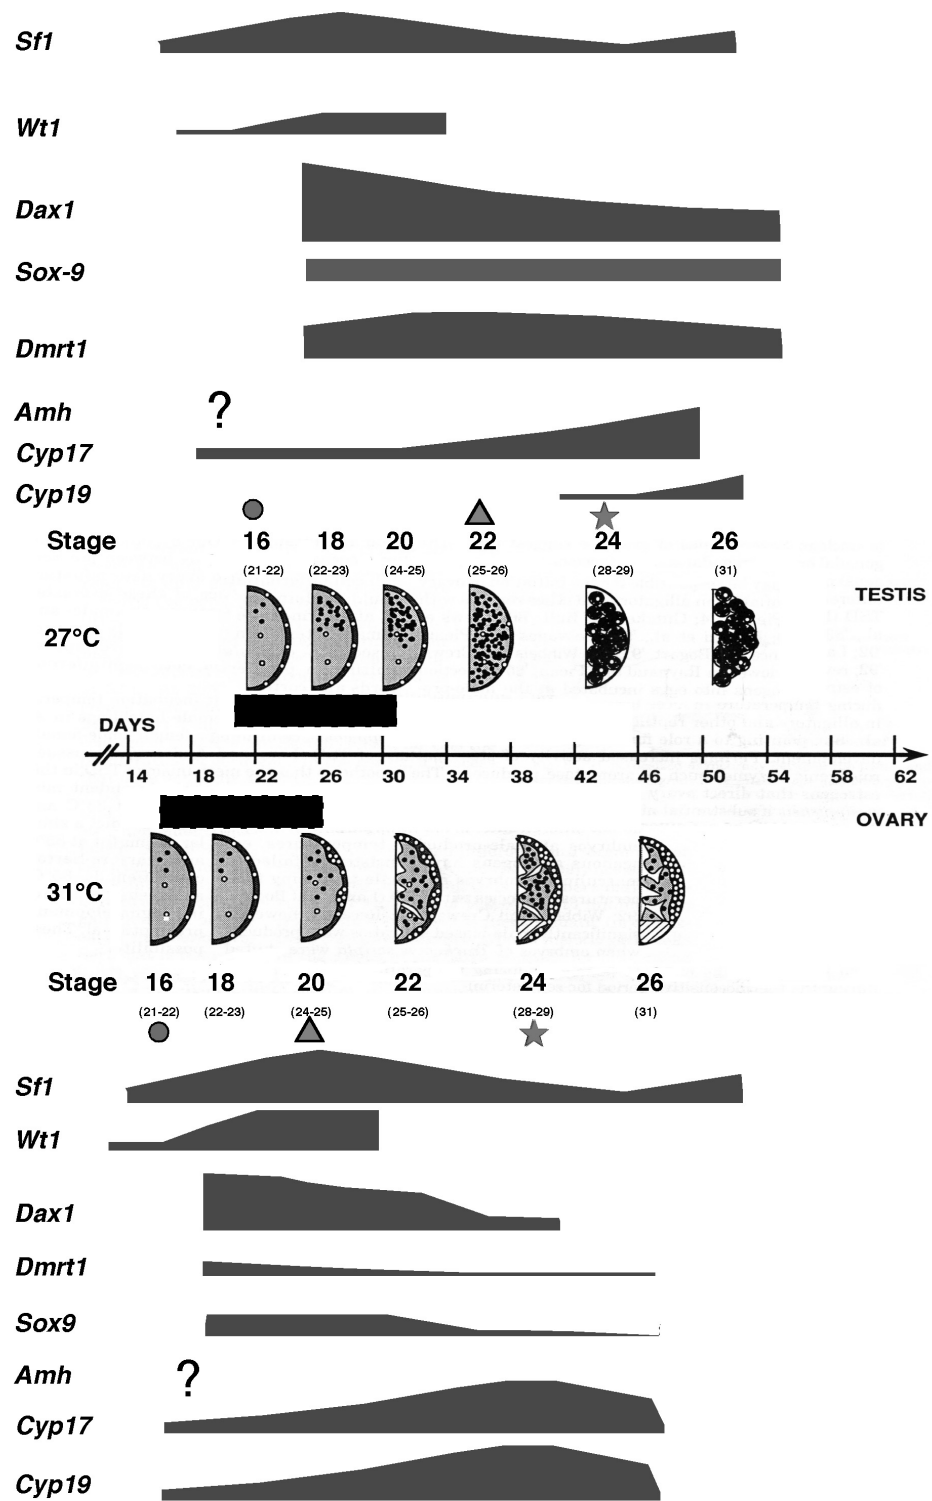 Sf1
Wt1
Dax1
Sox-9
Dmrt1
Amh ?
Cyp17
Cyp19
Stage 16 18 20 22 24 26
(21-22) (22-23) (24-25) (25-26) (28-29) (31)
TESTIS
27°C
DAYS
14 18 22 26 30 34 38 42 46 50 54 58 62
OVARY
31°C
Stage 16 18 20 22 24 26
(21-22) (22-23) (24-25) (25-26) (28-29) (31)
Sf1
Wt1
Dax1
Dmrt1
Sox9
Amh ?
Cyp17
Cyp19